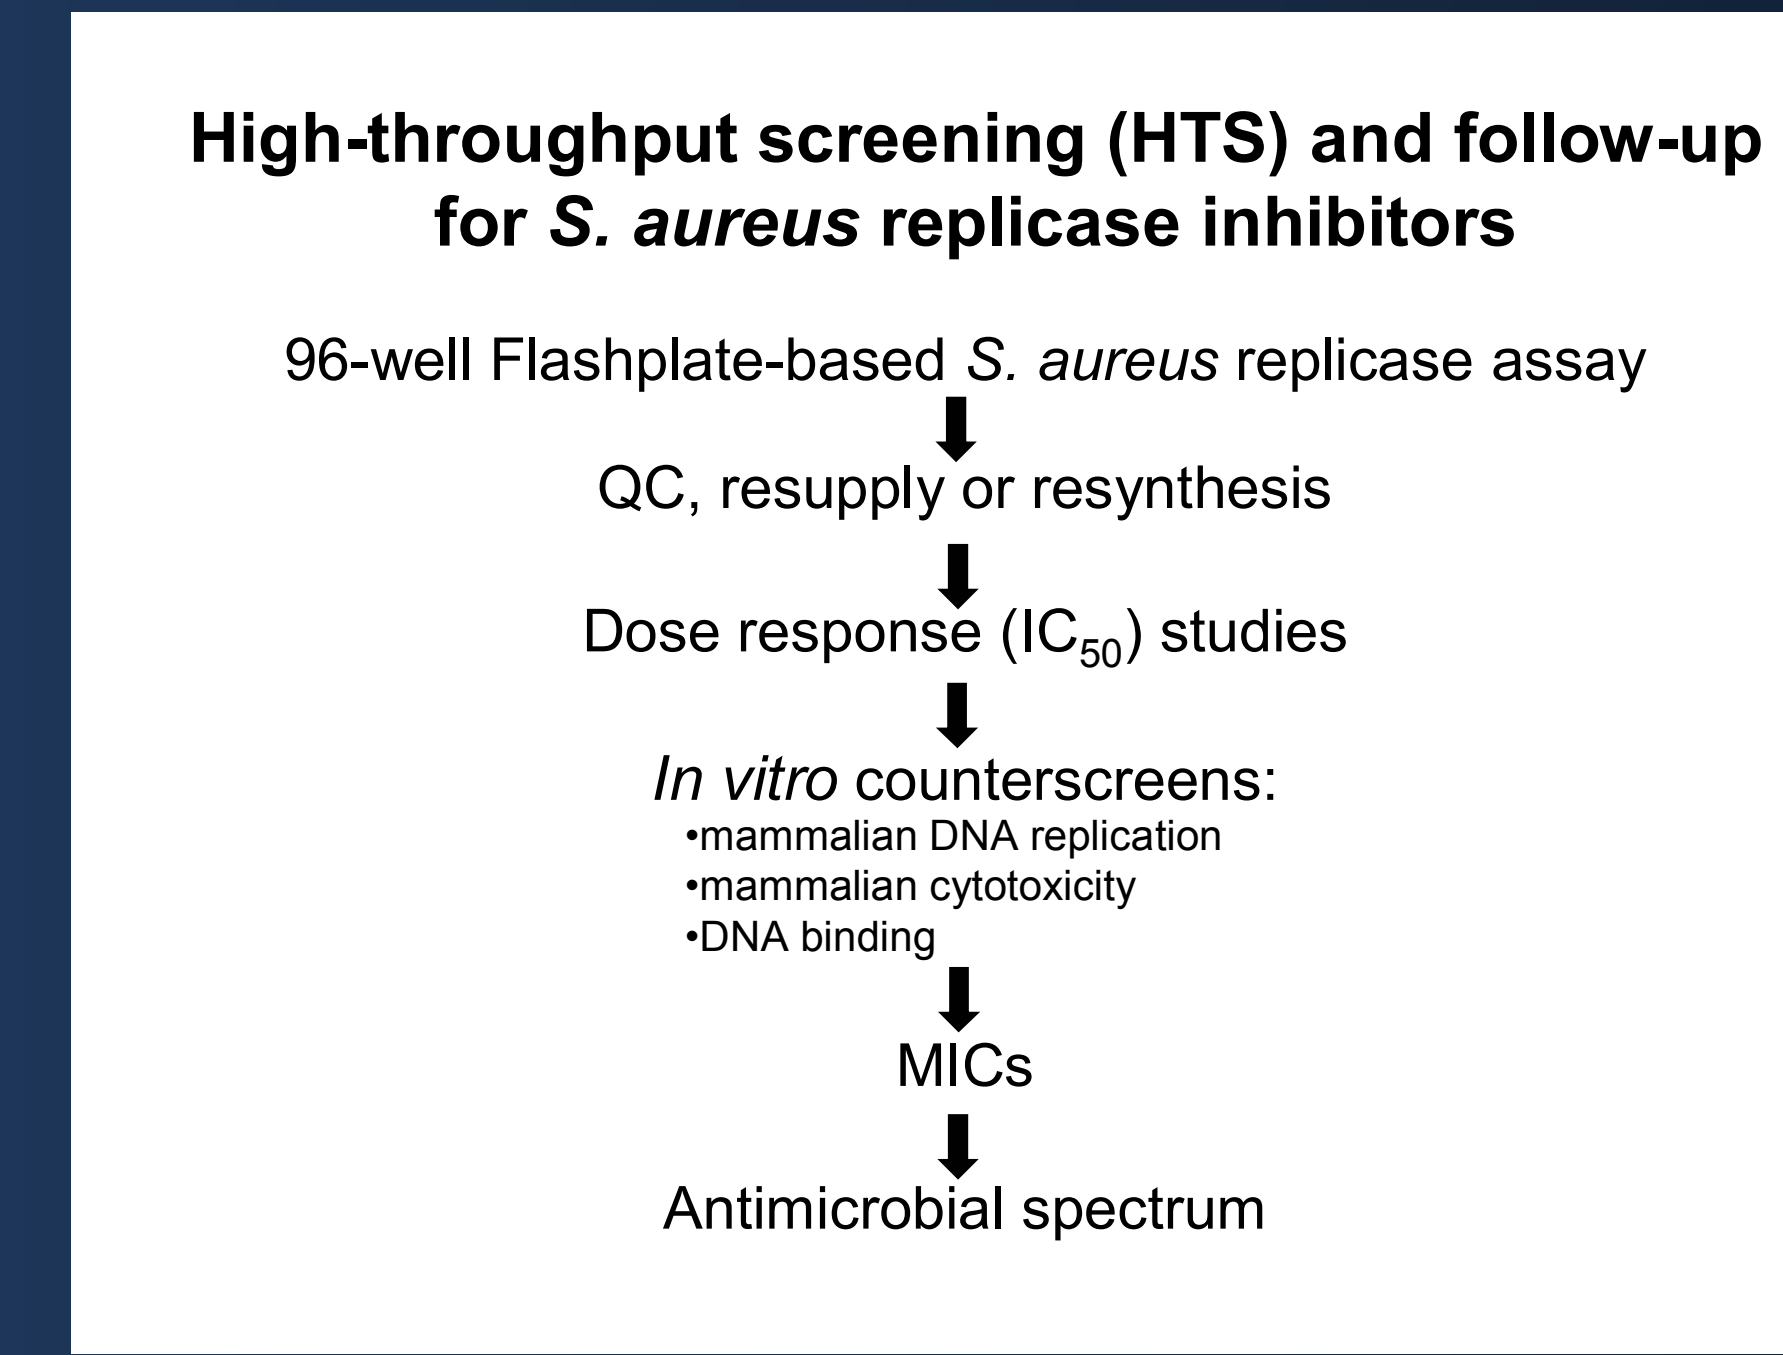 High-throughput screening (HTS) and follow-up
for S. aureus replicase inhibitors
96-well Flashplate-based S. aureus replicase assay
QC, resupply or resynthesis
Dose response (IC50) studies
In vitro counterscreens:
•mammalian DNA replication
•mammalian cytotoxicity
•DNA binding
MICs
Antimicrobial spectrum